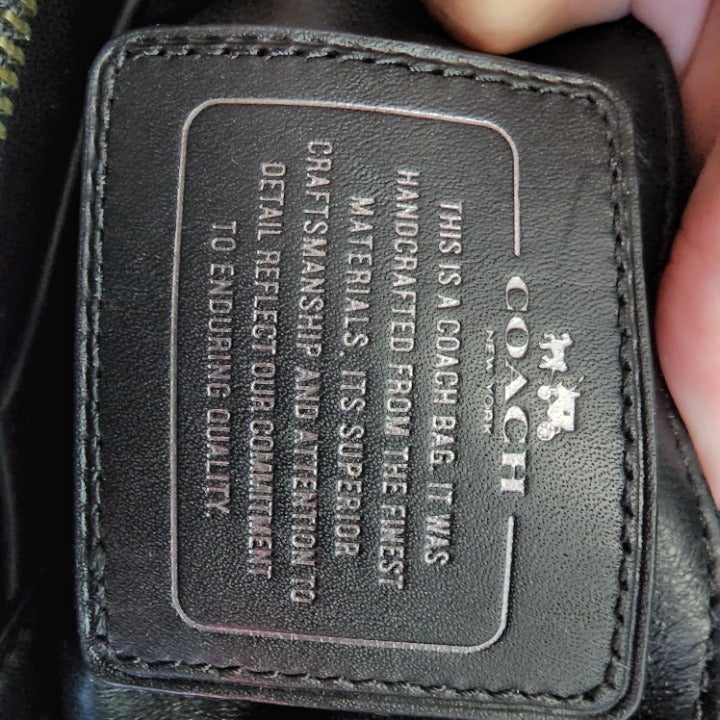 COACH
NEW YORK
THIS IS A COACH BAG. IT WAS
HANDCRAFTED FROM THE FINEST
MATERIALS. ITS SUPERIOR
CRAFTSMANSHIP AND ATTENTION TO
DETAIL REFLECT OUR COMMITMENT
TO ENDURING QUALITY.